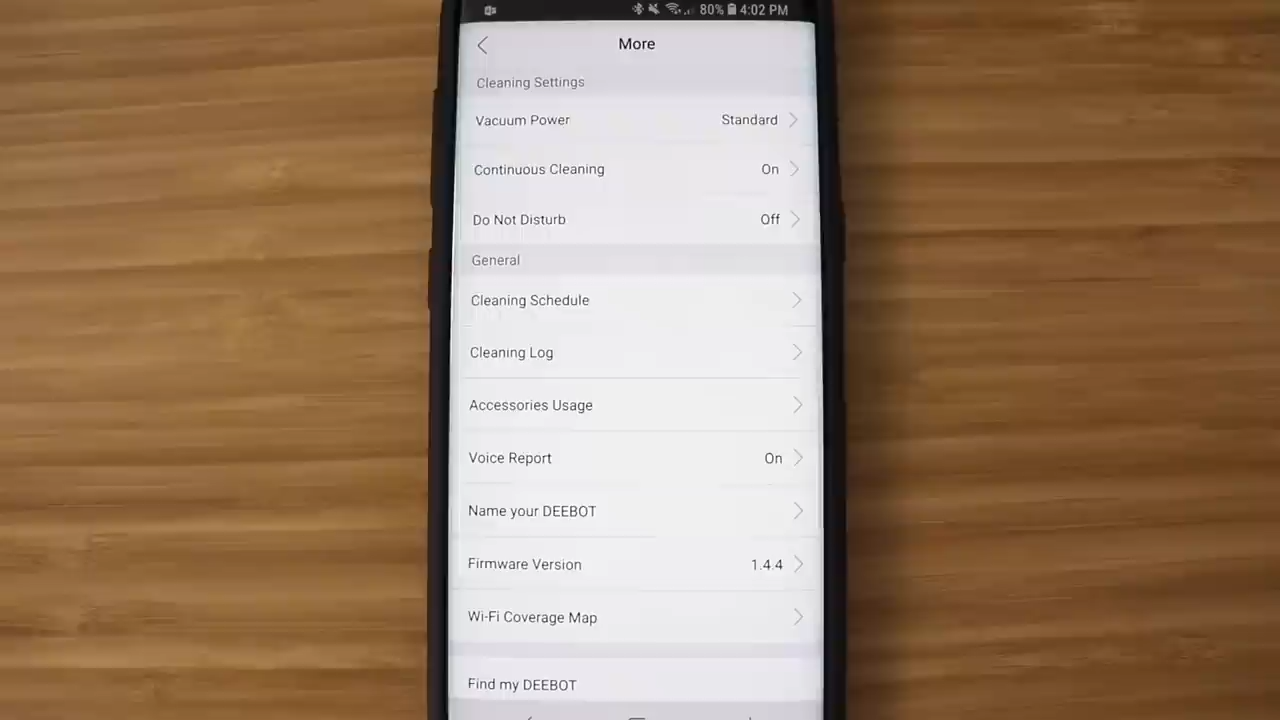 80% 4:02 PM
More
Cleaning Settings
Vacuum Power Standard
Continuous Cleaning On
Do Not Disturb Off
General
Cleaning Schedule
Cleaning Log
Accessories Usage
Voice Report On
Name your DEEBOT
Firmware Version 1.4.4
Wi-Fi Coverage Map
Find my DEEBOT